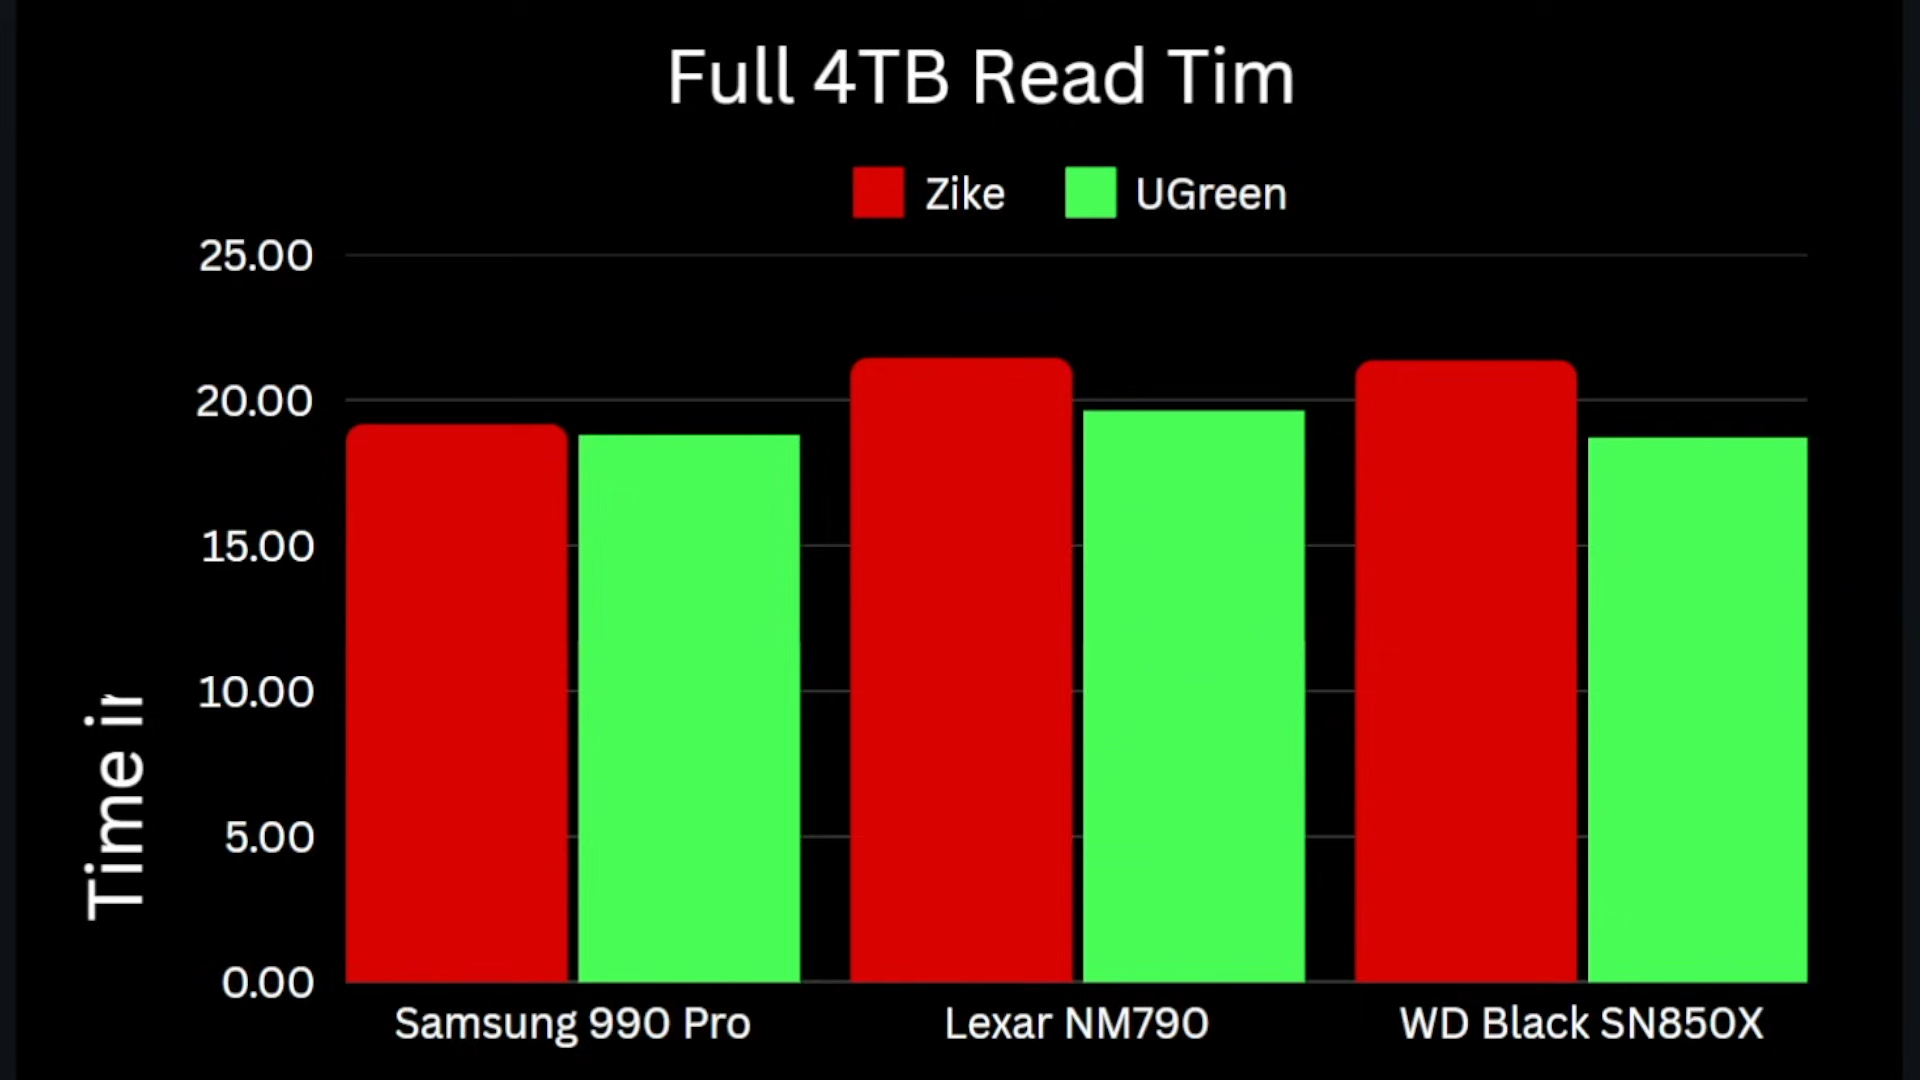 Full 4TB Read Tim
Zike
UGreen
25.00
20.00
15.00
10.00
5.00
0.00
Time
Samsung 990 Pro
Lexar NM790
WD Black SN850X